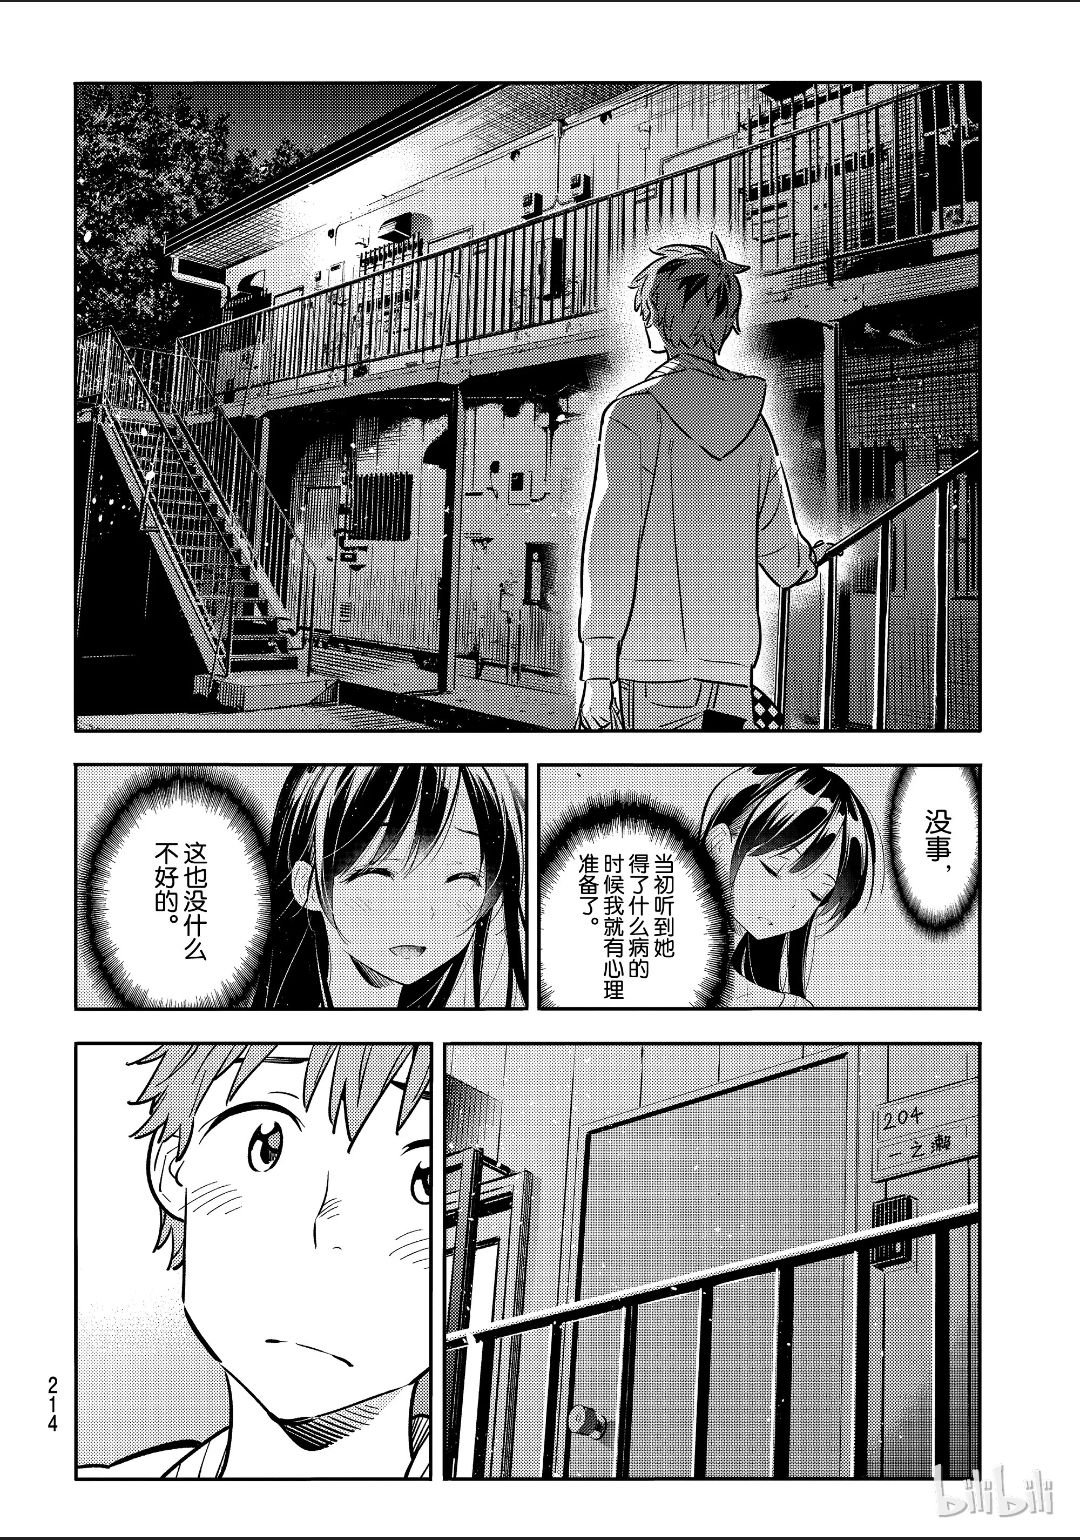 没事，
当初听到她
得了什么病的
时候我就有心理
准备了。
这也没什么
不好的。
204
一之瀨
214
bilibili